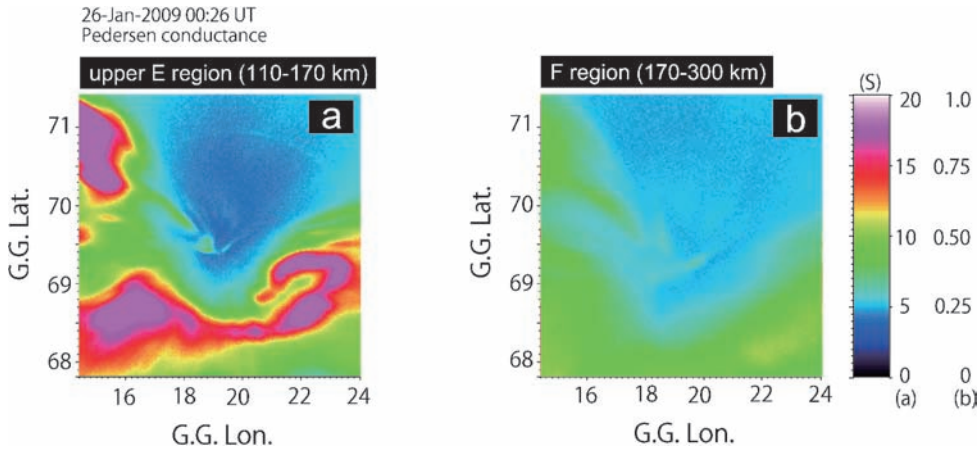 26-Jan-2009 00:26 UT
Pedersen conductance
upper E region (110-170 km)
F region (170-300 km)
a
b
(S)
71
70
69
68
G.G. Lat.
16 18 20 22 24
G.G. Lon.
71
70
69
68
G.G. Lat.
16 18 20 22 24
G.G. Lon.
20 1.0
15
10 0.50
5 0.25
0 0
(a) (b)